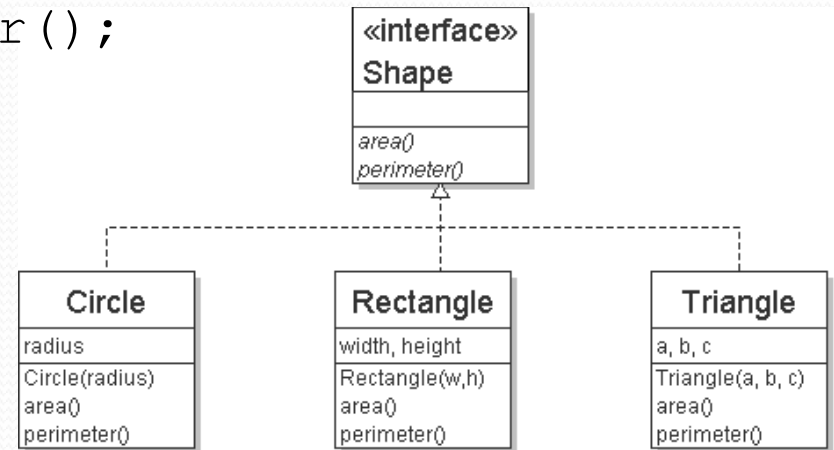 r();
«interface»
Shape
area()
perimeter()
Circle
radius
Circle(radius)
area()
perimeter()
Rectangle
width, height
Rectangle(w,h)
area()
perimeter()
Triangle
a, b, c
Triangle(a, b, c)
area()
perimeter()